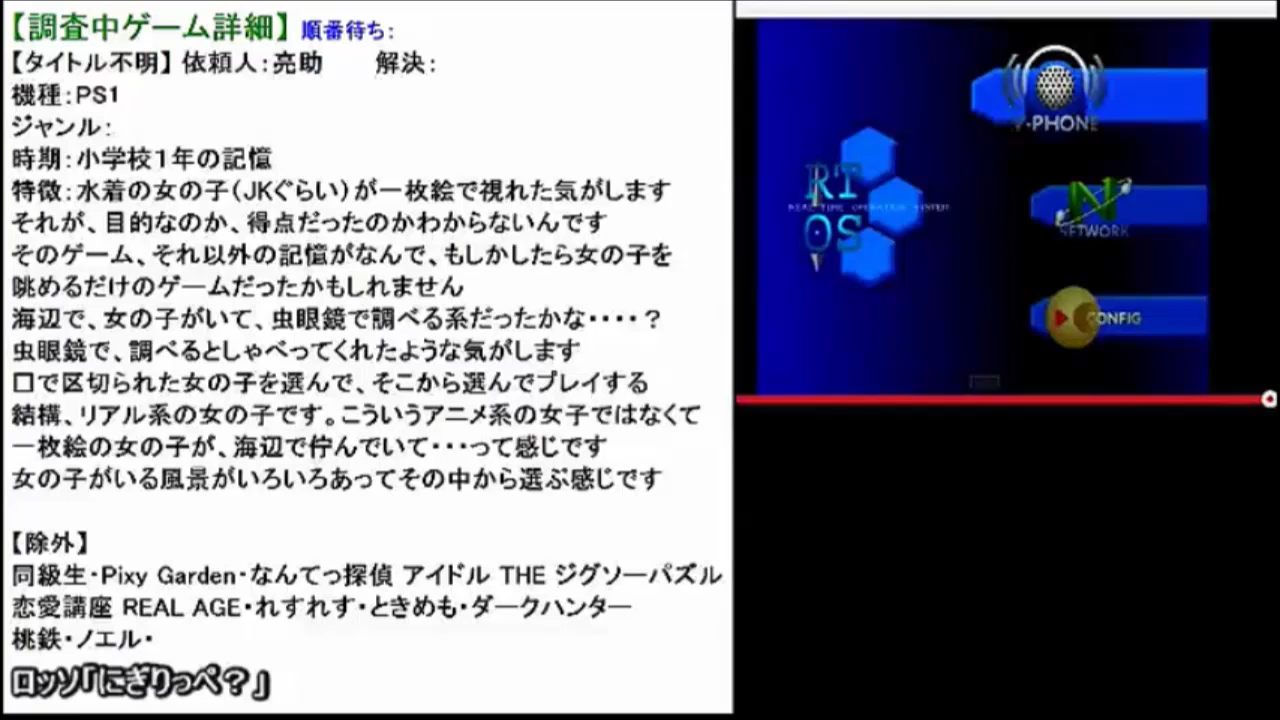 【調査中ゲーム詳細】 順番待ち:
【タイトル不明】 依頼人:亮助　　解決:
機種:PS1
ジャンル:
時期:小学校1年の記憶
特徴:水着の女の子(JKぐらい)が一枚絵で視れた気がします
それが、目的なのか、得点だったのかわからないんです
そのゲーム、それ以外の記憶がなんで、もしかしたら女の子を
眺めるだけのゲームだったかもしれません
海辺で、女の子がいて、虫眼鏡で調べる系だったかな・・・・?
虫眼鏡で、調べるとしゃべってくれたような気がします
口で区切られた女の子を選んで、そこから選んでプレイする
結構、リアル系の女の子です。こういうアニメ系の女子ではなくて
一枚絵の女の子が、海辺で佇んでいて・・・って感じです
女の子がいる風景がいろいろあってその中から選ぶ感じです
【除外】
同級生・Pixy Garden・なんてっ探偵 アイドル THE ジグソーパズル
恋愛講座 REAL AGE・れすれす・ときめも・ダークハンター
桃鉄・ノエル・
ロッソ「にぎりっぺ?」
V-PHONE
RT
REAL TIME OPERATION SYSTEM
OS
V
NETWORK
CONFIG